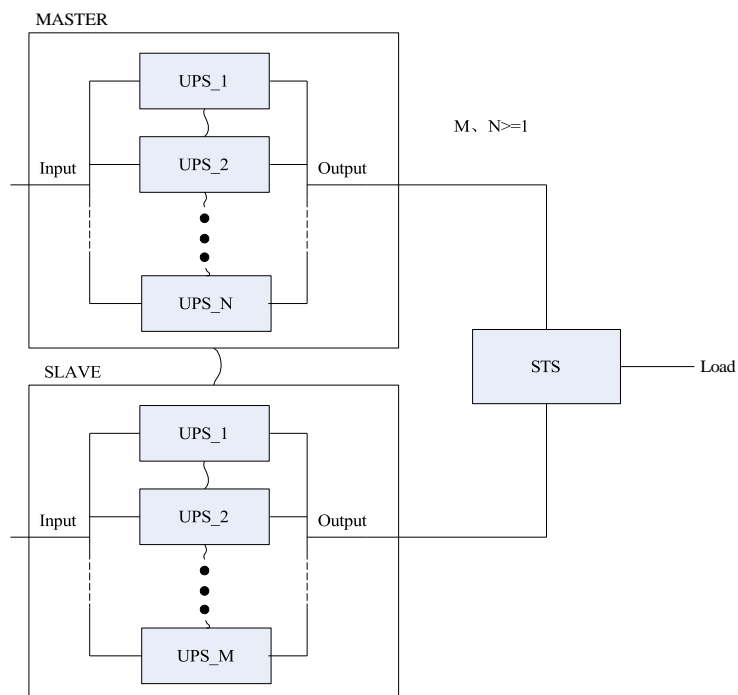 MASTER
UPS_1
M、N>=1
Input
UPS_2
Output
UPS_N
STS
Load
SLAVE
UPS_1
Input
UPS_2
Output
UPS_M